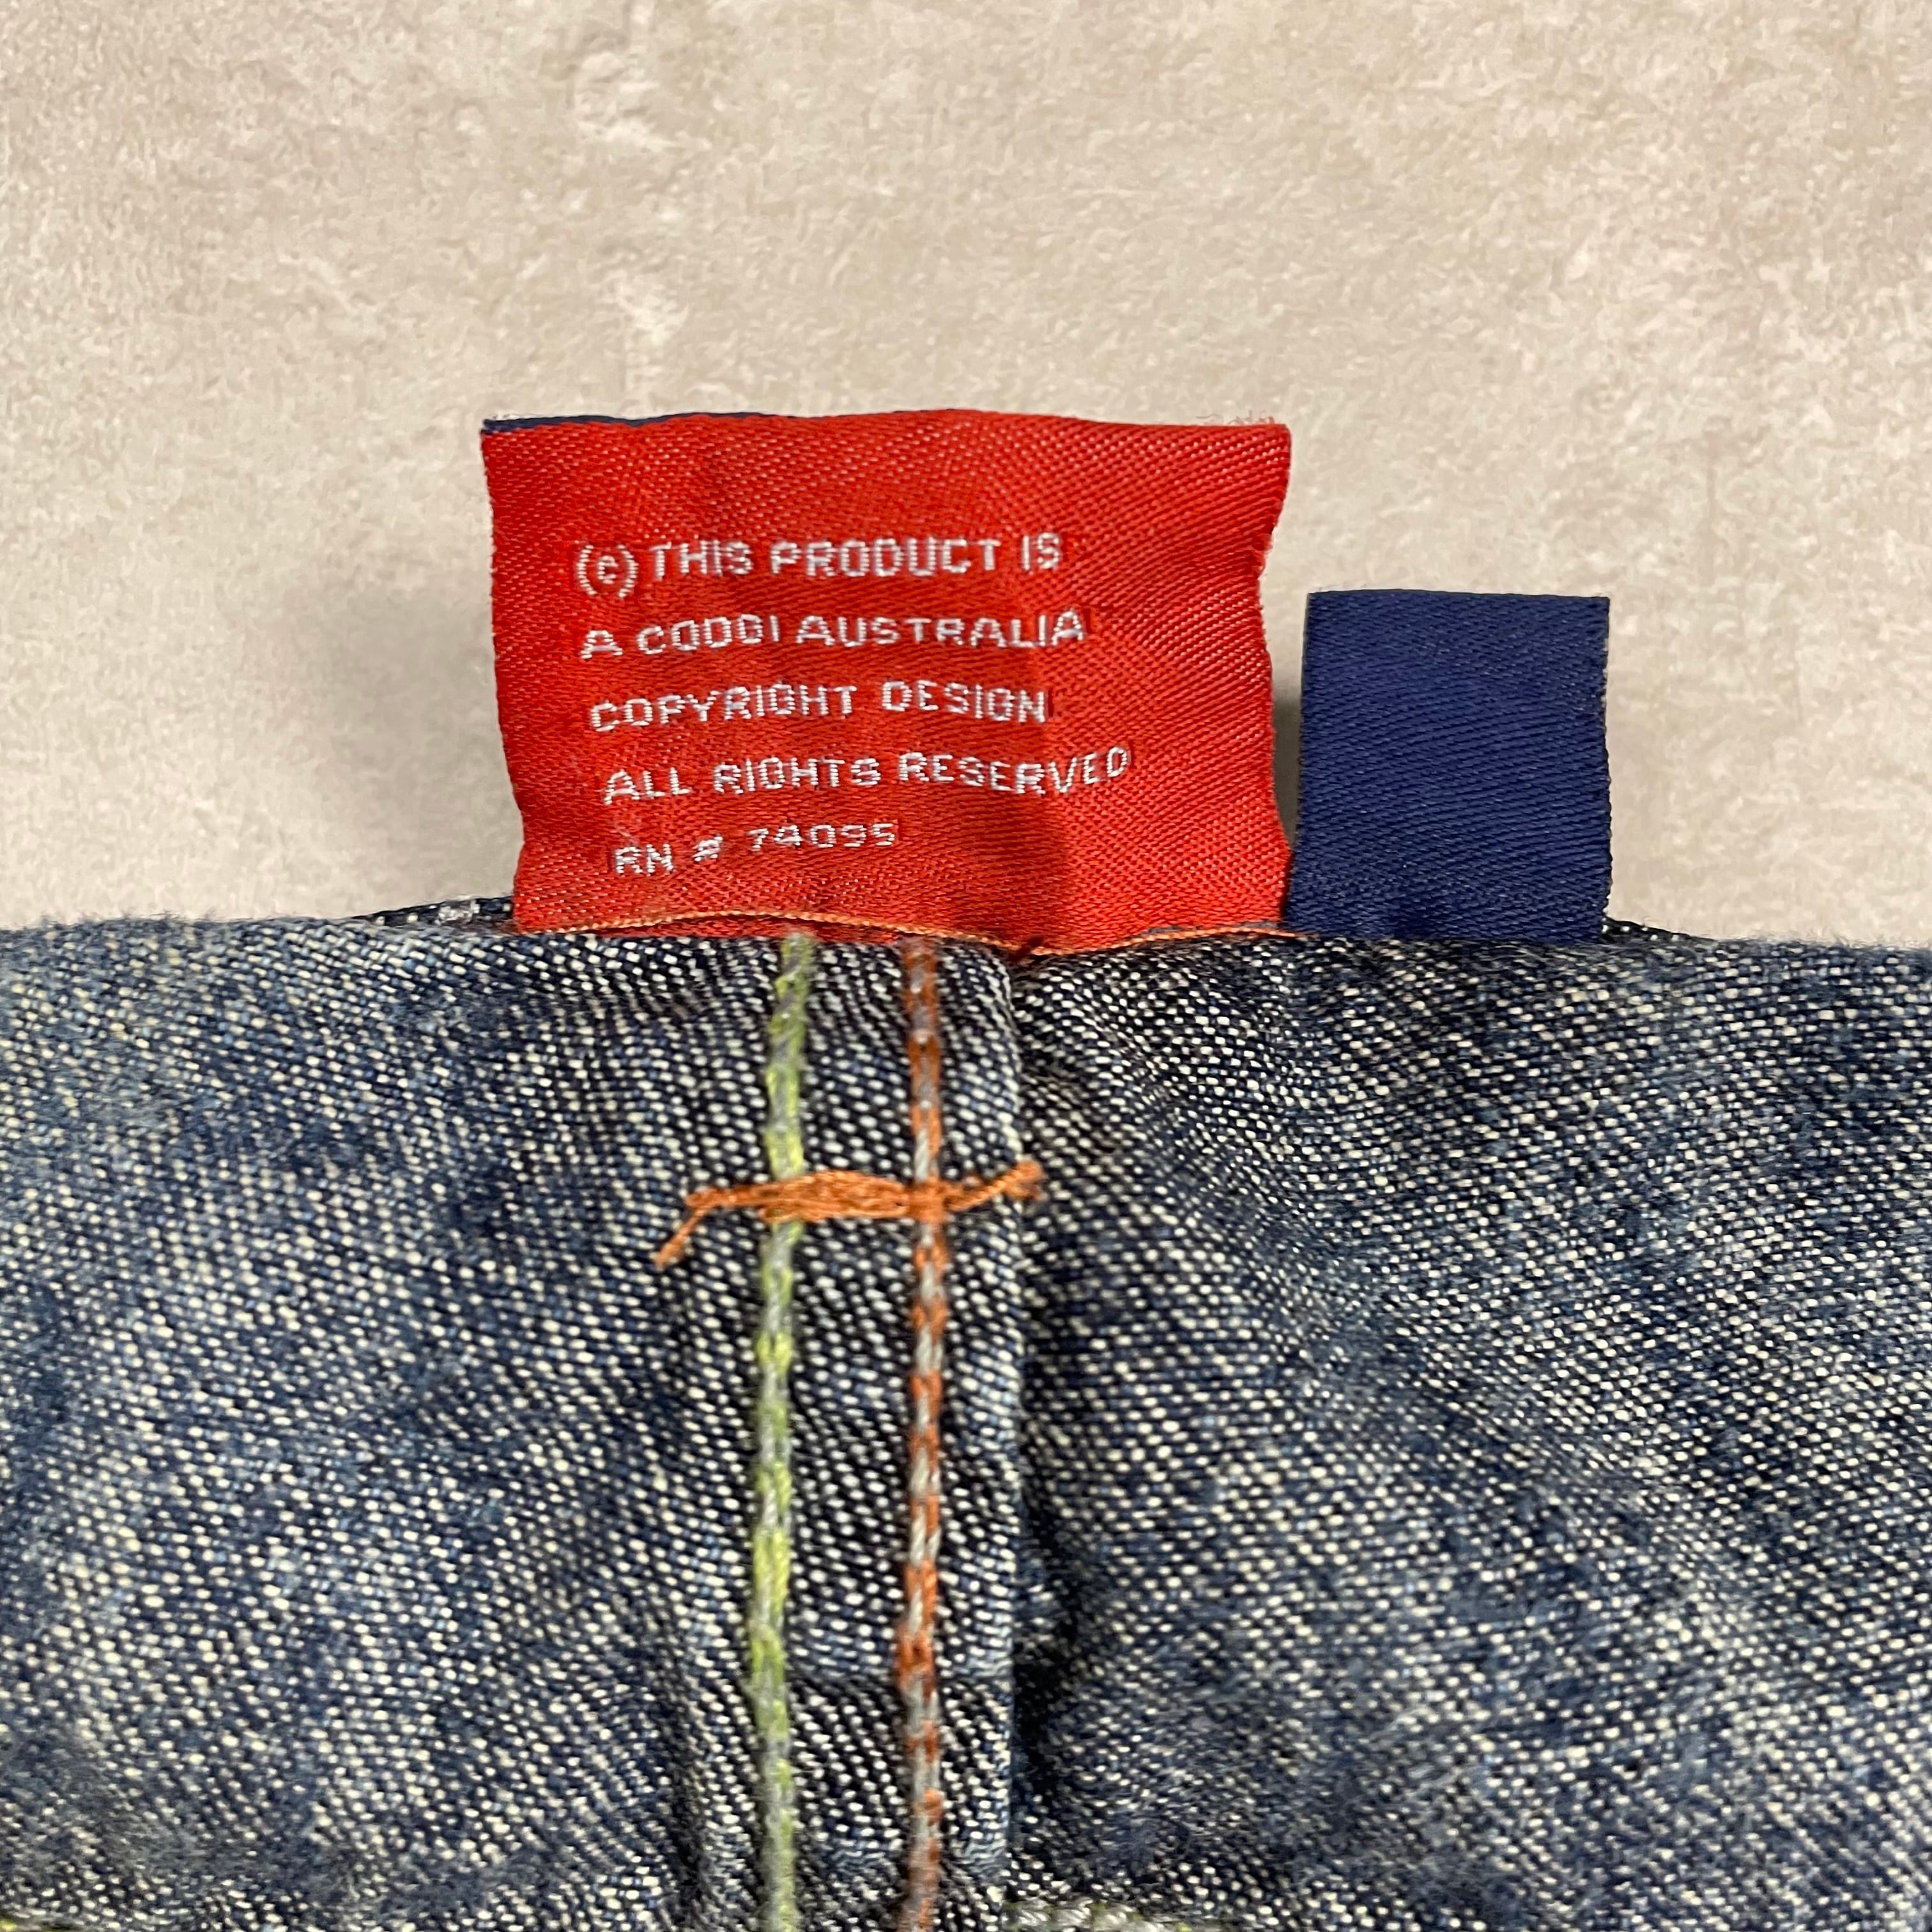 (c) THIS PRODUCT IS
A COOGI AUSTRALIA
COPYRIGHT DESIGN
ALL RIGHTS RESERVED
RN # 74095